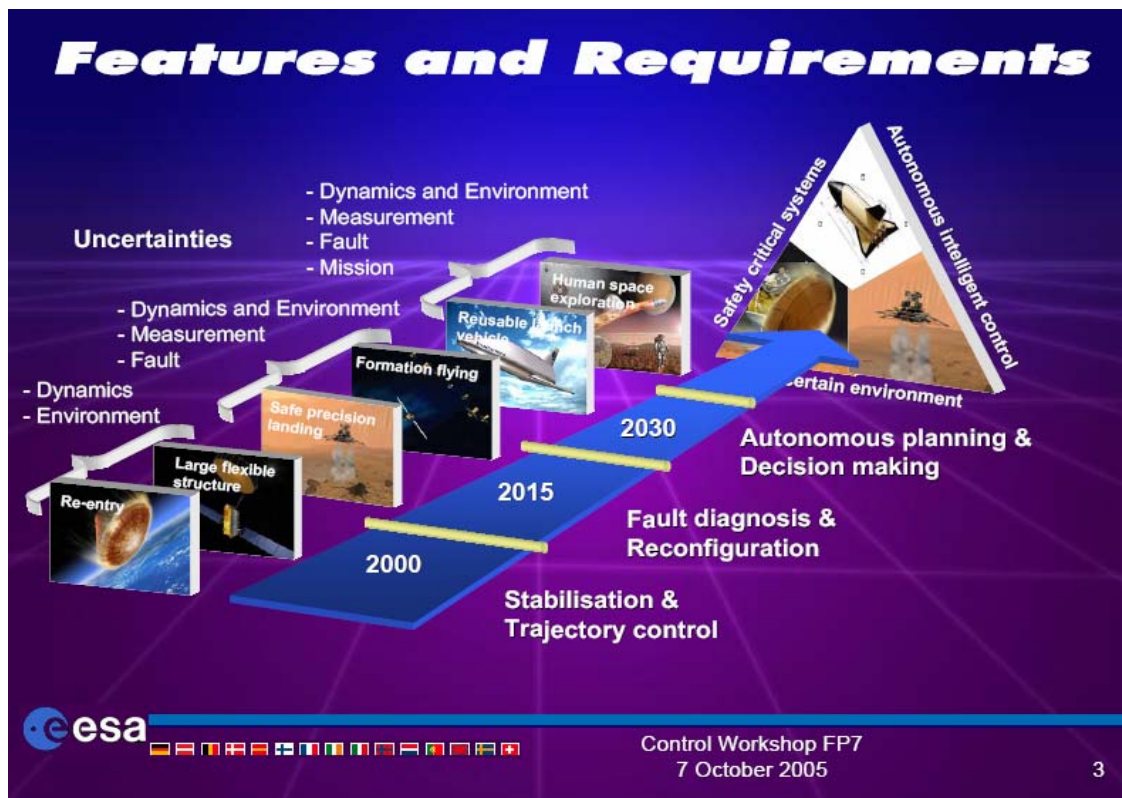 Features and Requirements
Uncertainties
- Dynamics and Environment
- Measurement
- Fault
- Mission
- Dynamics and Environment
- Measurement
- Fault
- Dynamics
- Environment
Re-entry
Large flexible
structure
Safe precision
landing
Formation flying
Reusable launch
vehicle
Human space
exploration
Safety critical systems
Autonomous intelligent control
certain environment
2000
2015
2030
Stabilisation &
Trajectory control
Fault diagnosis &
Reconfiguration
Autonomous planning &
Decision making
esa
Control Workshop FP7
7 October 2005
3